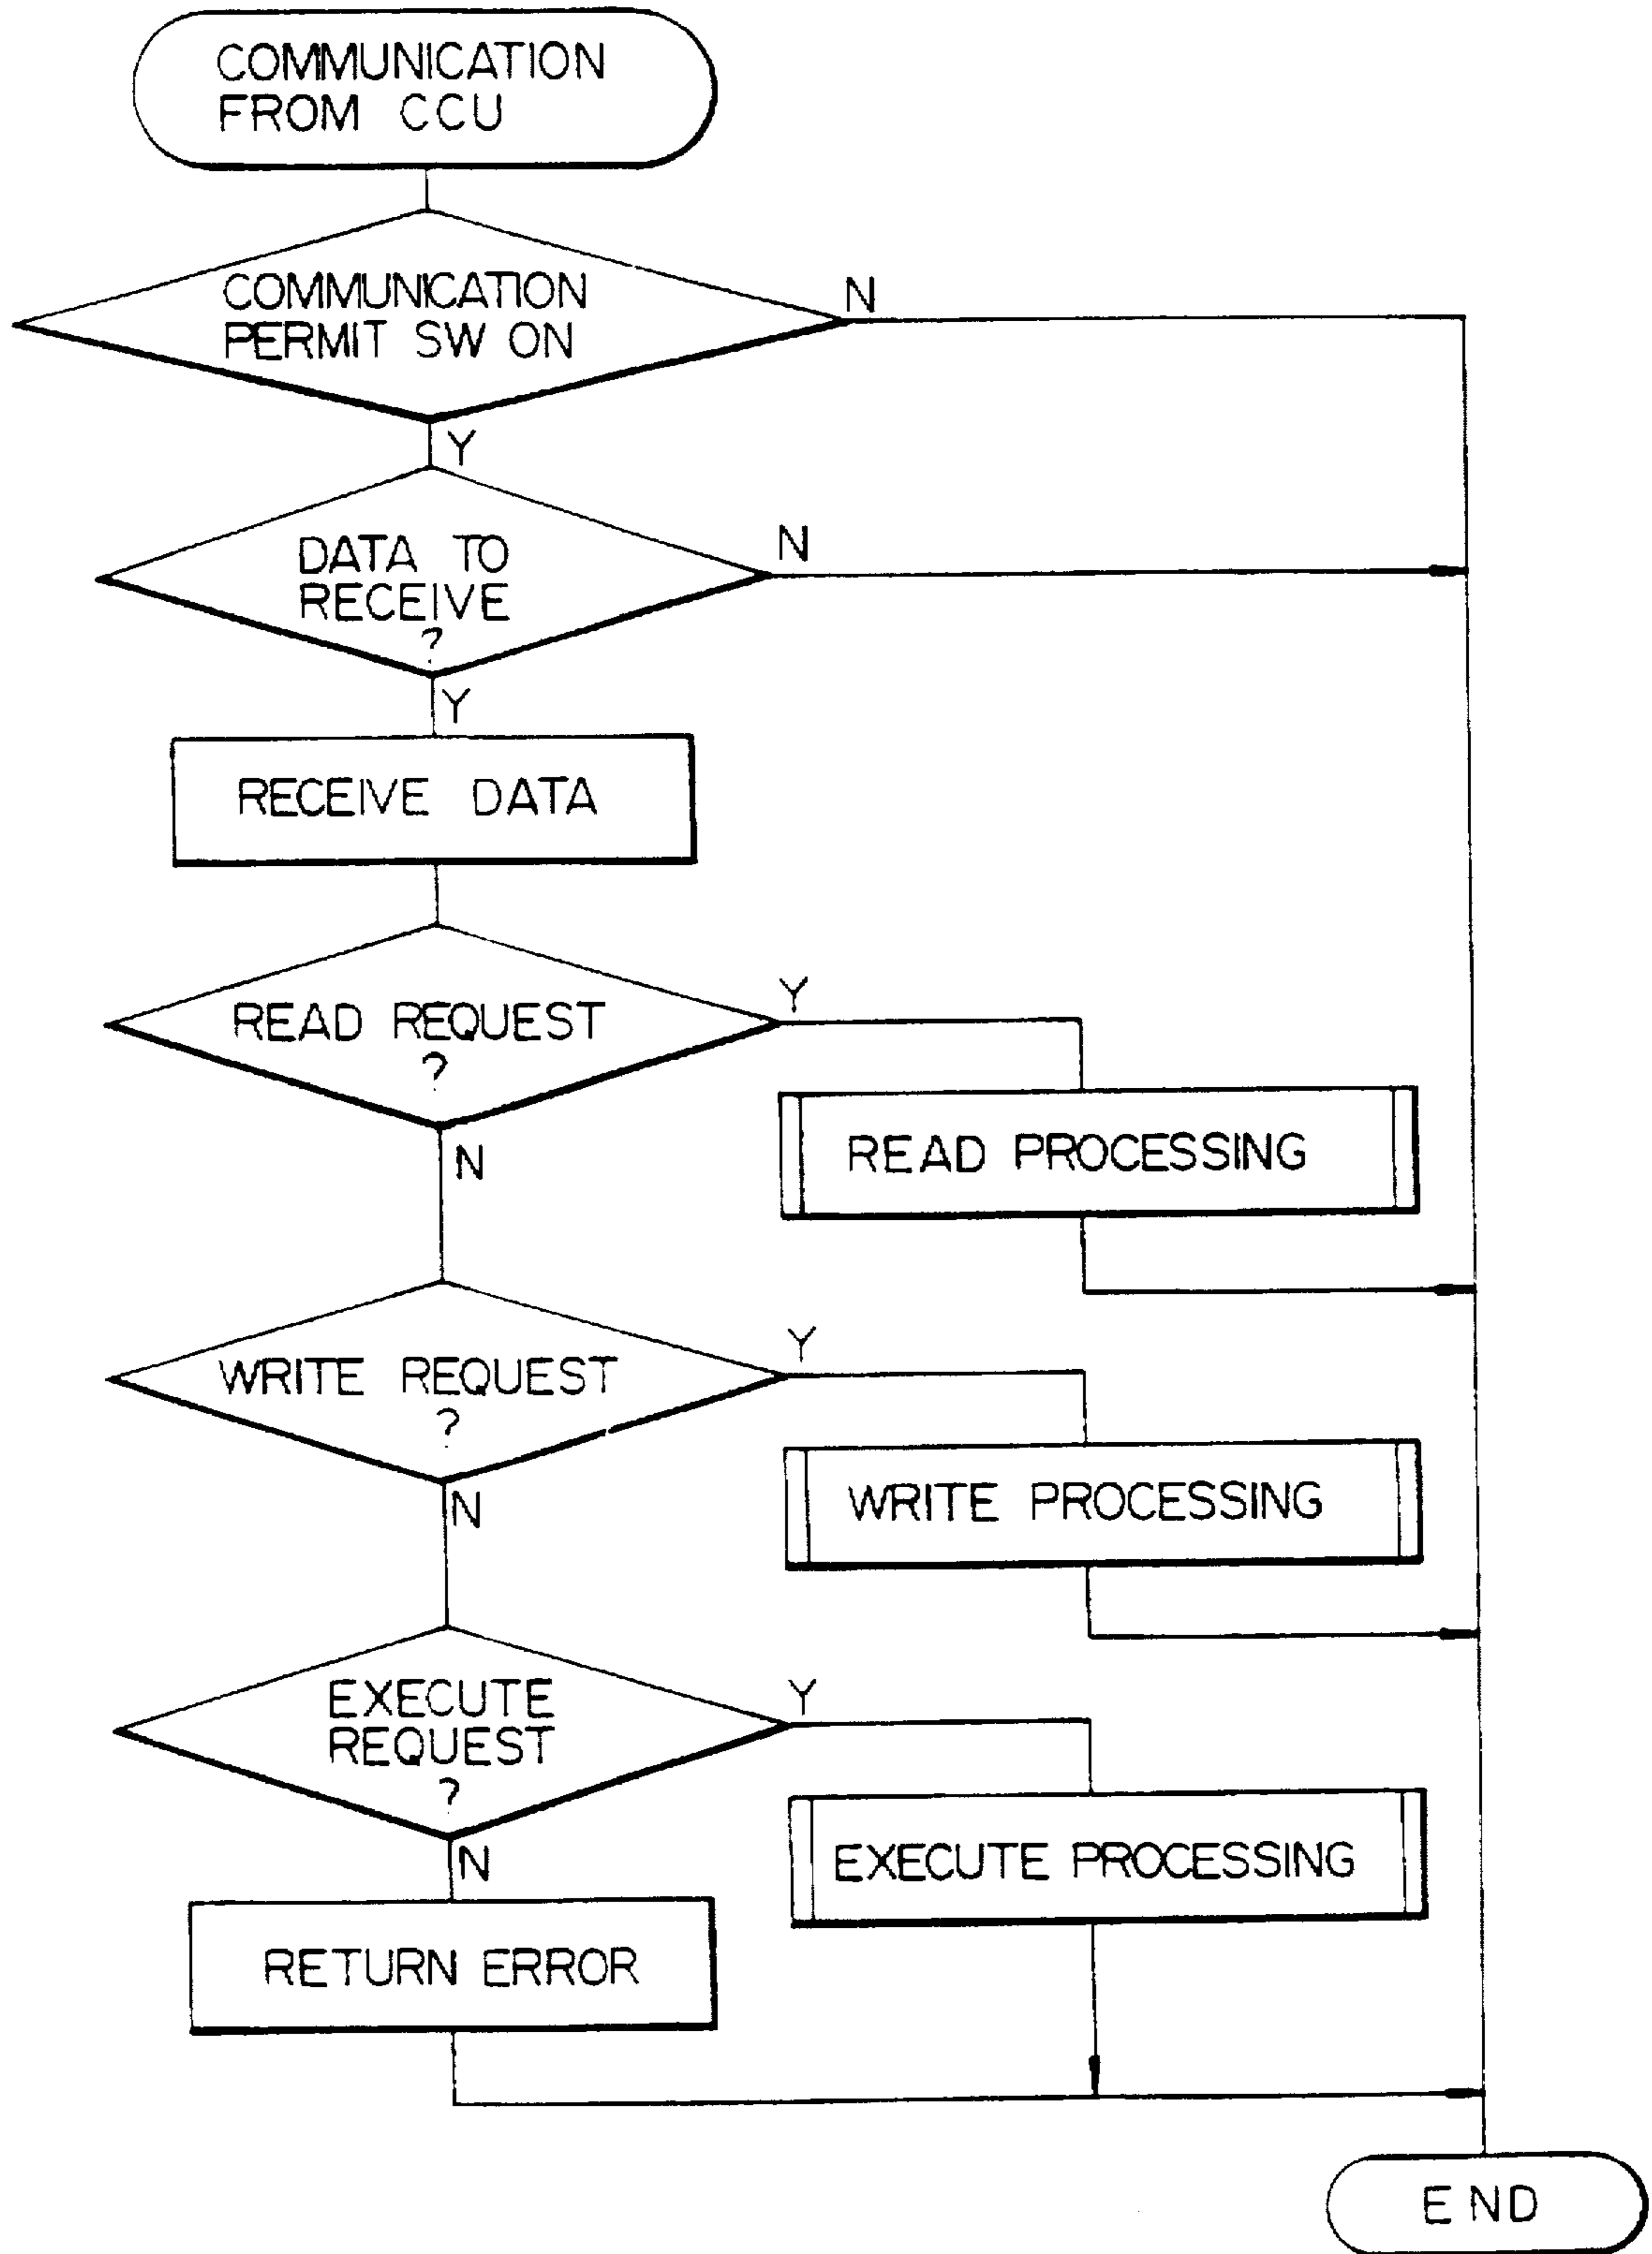 COMMUNICATION
FROM CCU
COMMUNICATION
PERMIT SW ON
N
Y
DATA TO
RECEIVE
?
N
Y
RECEIVE DATA
READ REQUEST
?
Y
N
READ PROCESSING
WRITE REQUEST
?
Y
N
WRITE PROCESSING
EXECUTE
REQUEST
?
Y
N
EXECUTE PROCESSING
RETURN ERROR
END